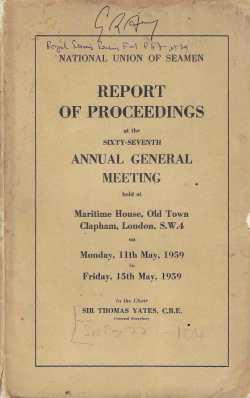 NATIONAL UNION OF SEAMEN
REPORT
OF PROCEEDINGS
at the
SIXTY-SEVENTH
ANNUAL GENERAL
MEETING
held at
Maritime House, Old Town
Clapham, London, S.W.4
on
Monday, 11th May, 1959
to
Friday, 15th May, 1959
In the Chair
SIR THOMAS YATES, C.B.E.
General Secretary